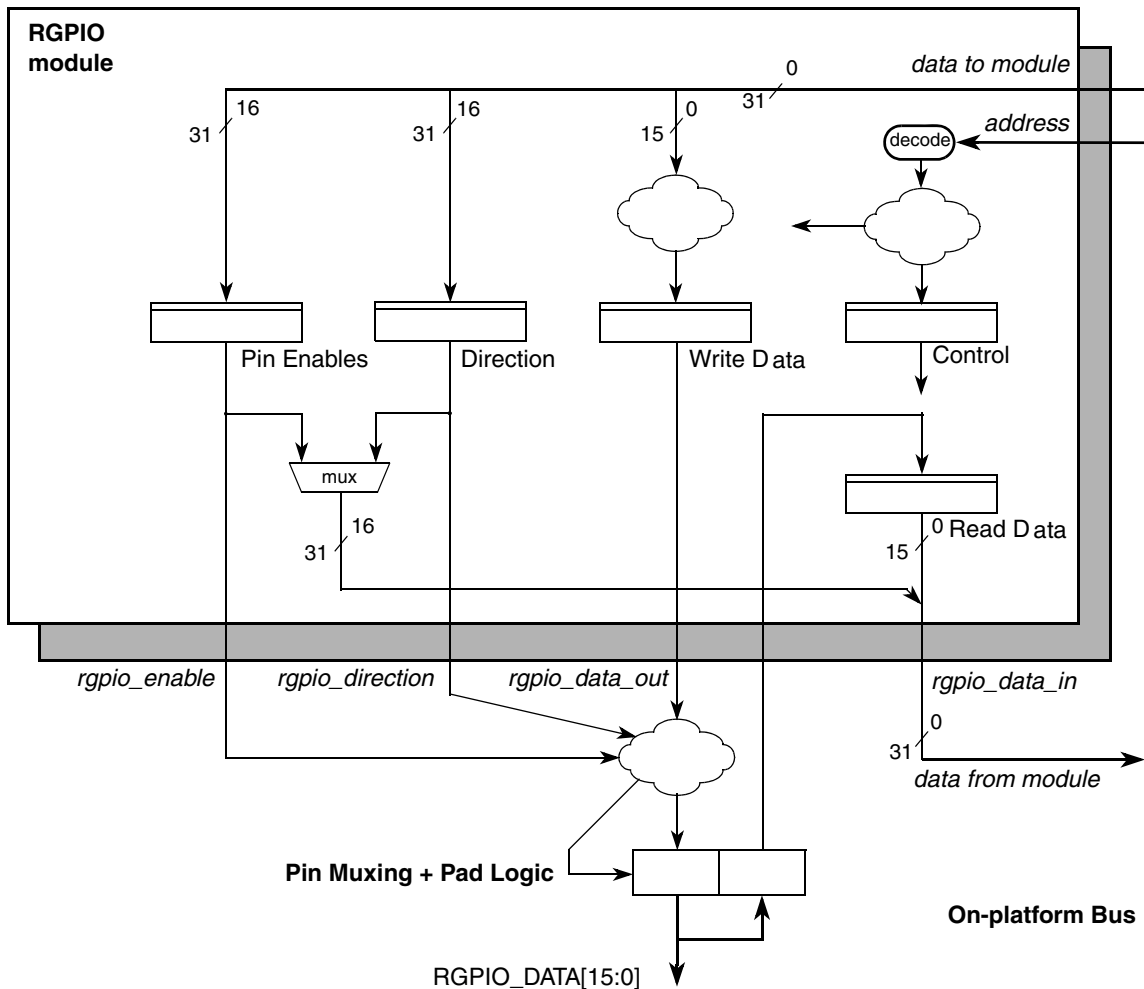 RGPIO
module
data to module
0
31
16
31
16
31
0
15
address
decode
Pin Enables
Direction
Write Data
Control
mux
16
31
0
15
Read Data
rgpio_enable
rgpio_direction
rgpio_data_out
rgpio_data_in
0
31
data from module
Pin Muxing + Pad Logic
On-platform Bus
RGPIO_DATA[15:0]